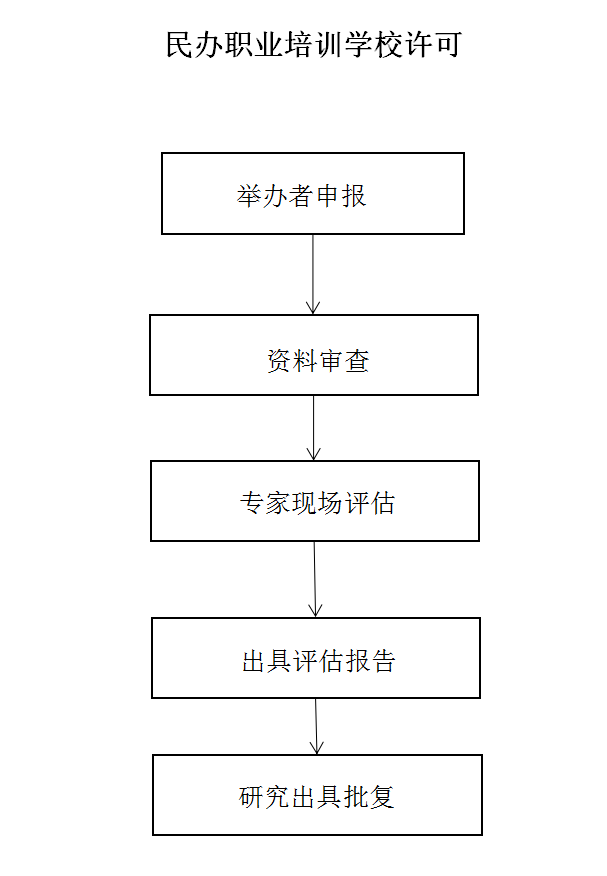 民办职业培训学校许可
举办者申报
资料审查
专家现场评估
出具评估报告
研究出具批复